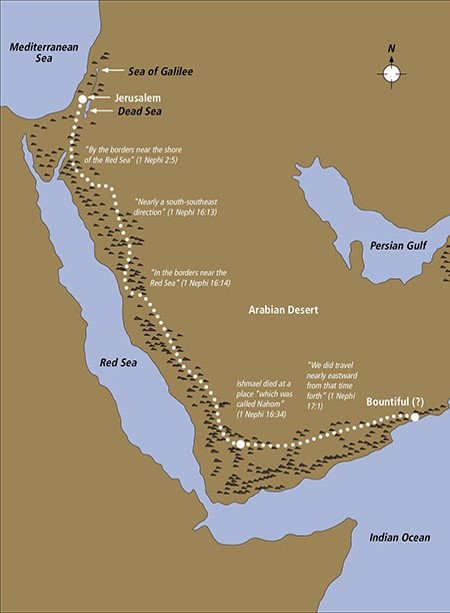 Mediterranean
Sea
N
Sea of Galilee
Jerusalem
Dead Sea
"By the borders near the shore
of the Red Sea" (1 Nephi 2:5)
"Nearly a south-southeast
direction" (1 Nephi 16:13)
Persian Gulf
"In the borders near the
Red Sea" (1 Nephi 16:14)
Arabian Desert
Red Sea
Ishmael died at a
place "which was
called Nahom"
(1 Nephi 16:34)
"We did travel
nearly eastward
from that time
forth" (1 Nephi
17:1)
Bountiful (?)
Indian Ocean